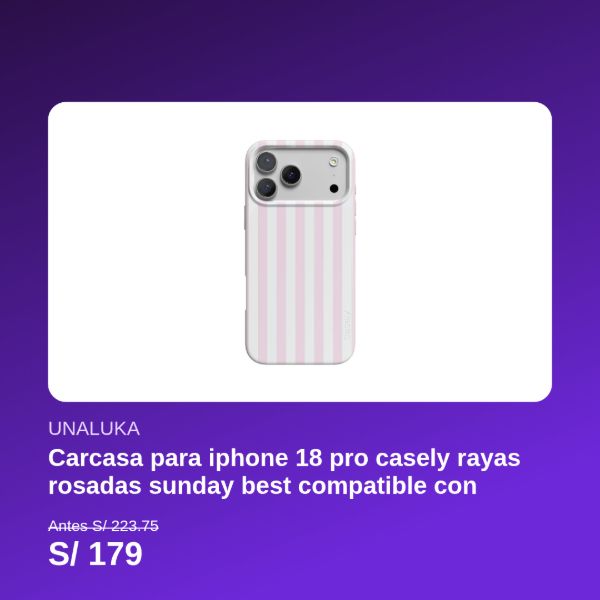 UNALUKA
Carcasa para iphone 18 pro casely rayas
rosadas sunday best compatible con
Antes S/ 223.75
S/ 179